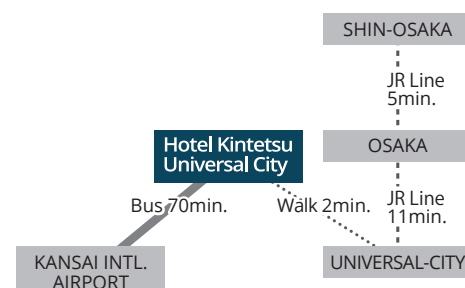 SHIN-OSAKA
JR Line
5min.
Hotel Kintetsu
Universal City
OSAKA
Bus 70min.
Walk 2min.
JR Line
11min.
KANSAI INTL.
AIRPORT
UNIVERSAL-CITY